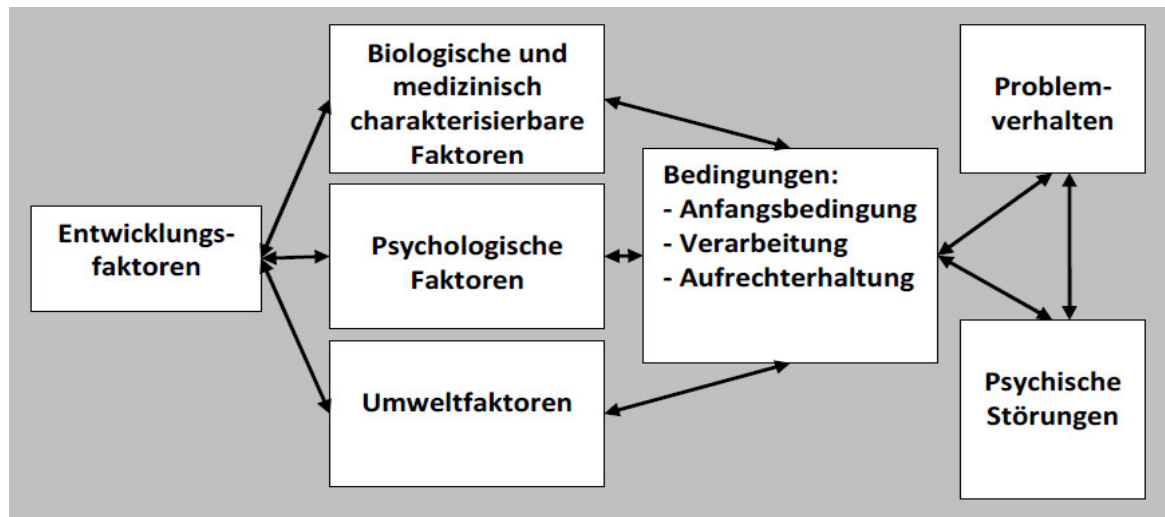 Entwicklungs-
faktoren
Biologische und
medizinisch
charakterisierbare
Faktoren
Psychologische
Faktoren
Umweltfaktoren
Bedingungen:
- Anfangsbedingung
- Verarbeitung
- Aufrechterhaltung
Problem-
verhalten
Psychische
Störungen